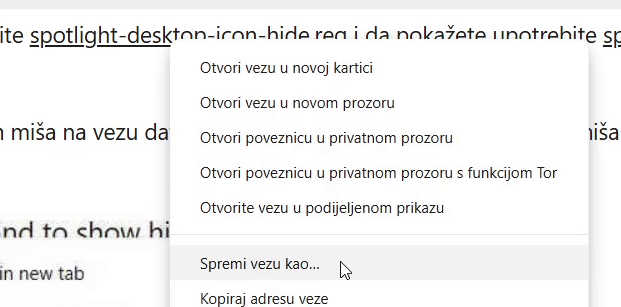 ite spotlight-desktop-icon-hide.reg i da pokažete upotrebite sp
Otvori vezu u novoj kartici
Otvori vezu u novom prozoru
n miša na vezu da
miša
Otvori poveznicu u privatnom prozoru
Otvori poveznicu u privatnom prozoru s funkcijom Tor
Otvorite vezu u podijeljenom prikazu
nd to show hi
Spremi vezu kao...
in new tab
Kopiraj adresu veze